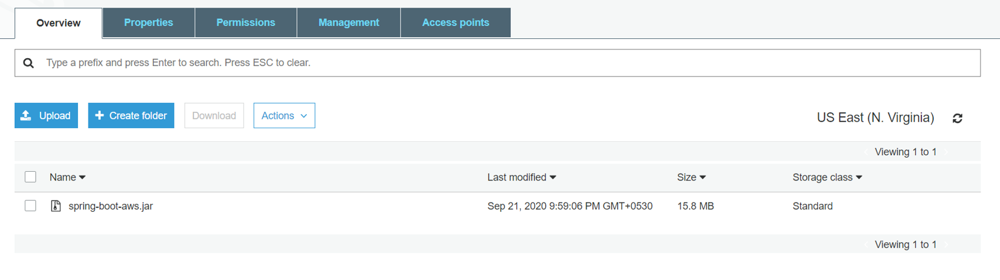 Overview Properties Permissions Management Access points
Type a prefix and press Enter to search. Press ESC to clear.
Upload Create folder Download Actions US East (N. Virginia)
Viewing 1 to 1
Name Last modified Size Storage class
spring-boot-aws.jar Sep 21, 2020 9:59:06 PM GMT+0530 15.8 MB Standard
Viewing 1 to 1